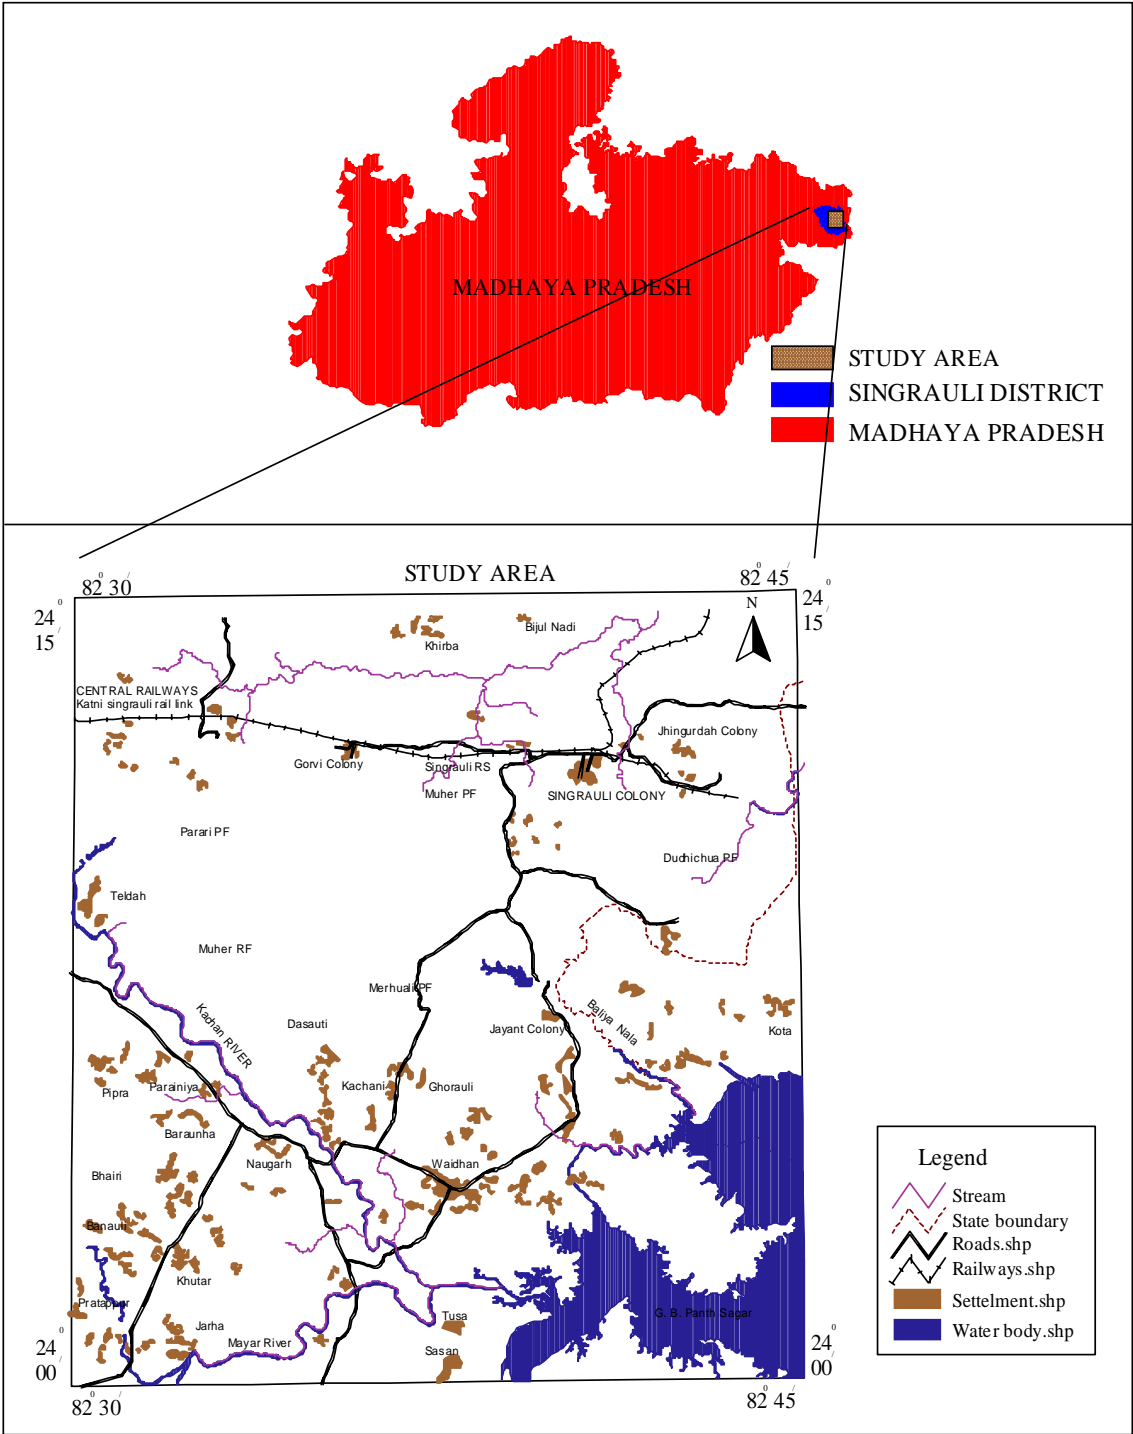 MADHAYA PRADESH
STUDY AREA
SINGRAULI DISTRICT
MADHAYA PRADESH
STUDY AREA
82° 30′
82° 45′
24° 15′
24° 15′
N
Bijul Nadi
Khirba
CENTRAL RAILWAYS
Katni singrauli rail link
Jhingurdah Colony
Gorvi Colony
Singrauli RS
Muher PF
SINGRAULI COLONY
Parari PF
Dudhichua RF
Teldah
Muher RF
Merhuali PF
Kachan RIVER
Dasauti
Jayant Colony
Baliya Nala
Kota
Pipra
Parainiya
Kachani
Ghorauli
Baraunha
Naugarh
Waidhan
Bhairi
Banauli
Khutar
Pratappur
Jarha
Mayar River
Tusa
Sasan
G. B. Panth Sagar
24° 00′
24° 00′
82° 30′
82° 45′
Legend
Stream
State boundary
Roads.shp
Railways.shp
Settelment.shp
Water body.shp